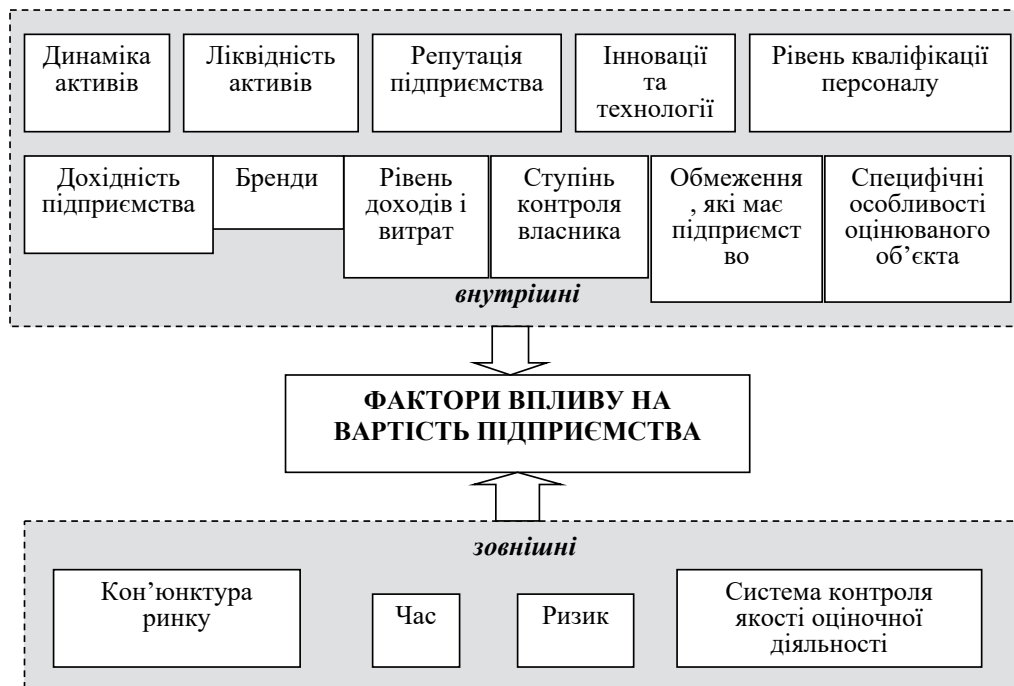 Динаміка
активів
Ліквідність
активів
Репутація
підприємства
Інновації
та
технології
Рівень кваліфікації
персоналу
Дохідність
підприємства
Бренди
Рівень
доходів і
витрат
Ступінь
контроля
власника
Обмеження
, які має
підприємст
во
Специфічні
особливості
оцінюваного
об’єкта
внутрішні
ФАКТОРИ ВПЛИВУ НА
ВАРТІСТЬ ПІДПРИЄМСТВА
зовнішні
Кон’юнктура
ринку
Час
Ризик
Система контроля
якості оціночної
діяльності